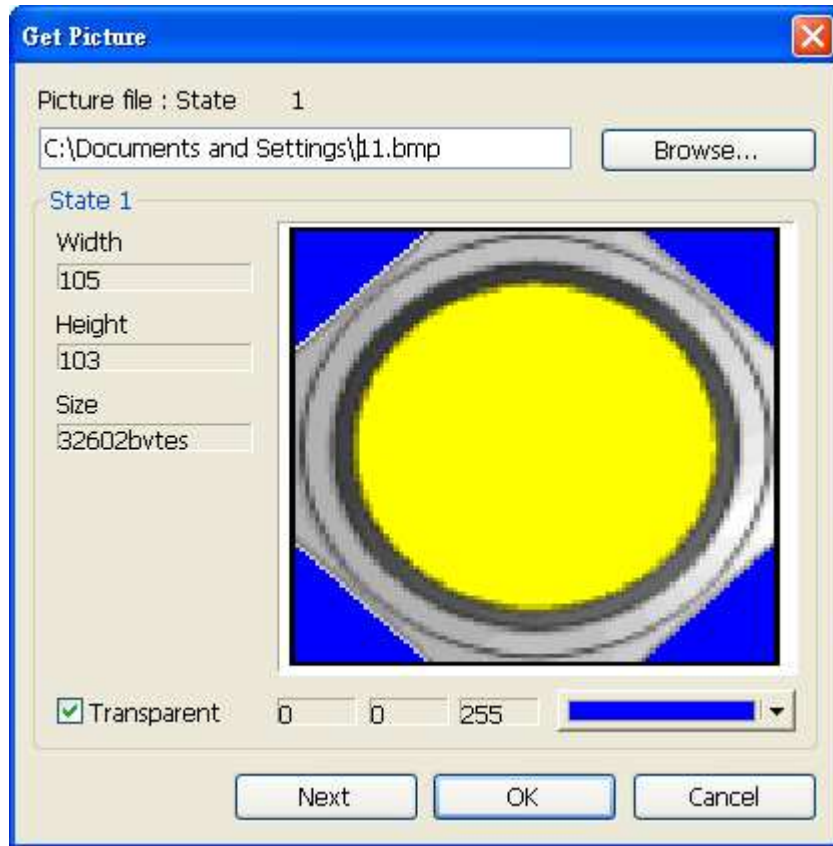 Get Picture
Picture file : State 1
C:\Documents and Settings\11.bmp
Browse...
State 1
Width
105
Height
103
Size
32602bytes
Transparent 0 0 255
Next OK Cancel